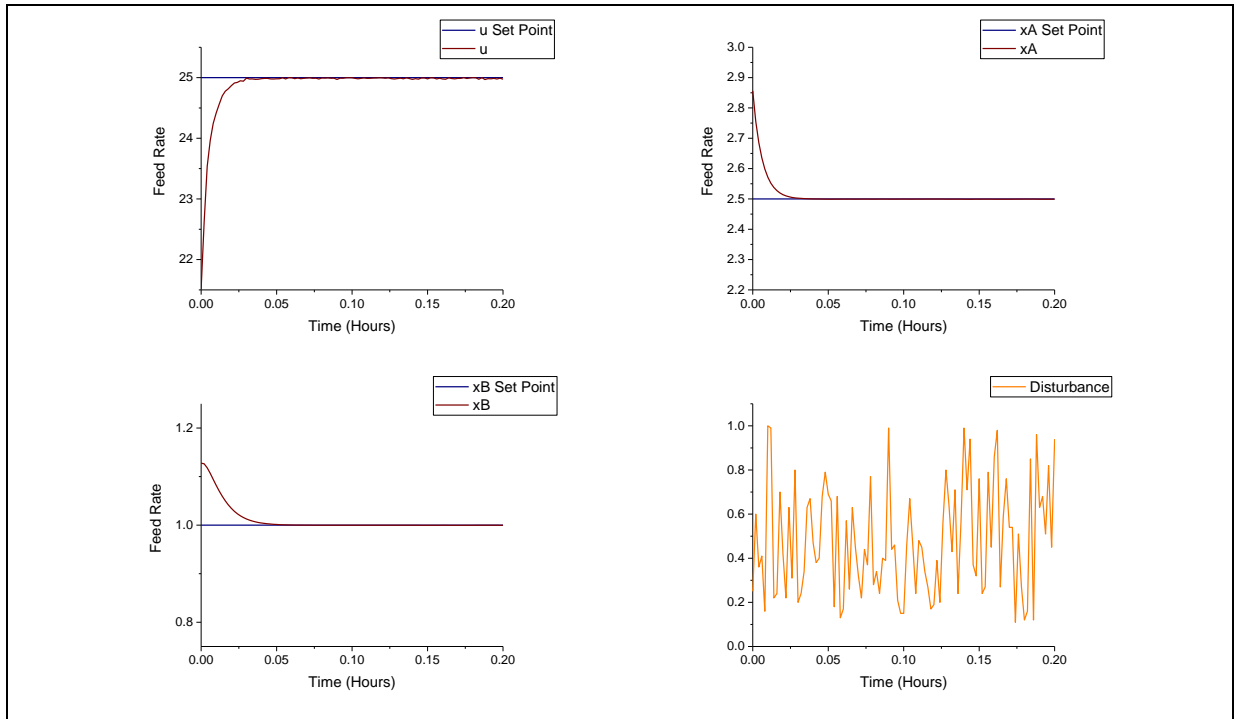 u Set Point
u
25
24
23
22
Feed Rate
0.00 0.05 0.10 0.15 0.20
Time (Hours)
xA Set Point
xA
3.0
2.9
2.8
2.7
2.6
2.5
2.4
2.3
2.2
Feed Rate
0.00 0.05 0.10 0.15 0.20
Time (Hours)
xB Set Point
xB
1.2
1.0
0.8
Feed Rate
0.00 0.05 0.10 0.15 0.20
Time (Hours)
Disturbance
1.0
0.8
0.6
0.4
0.2
0.0
0.00 0.05 0.10 0.15 0.20
Time (Hours)